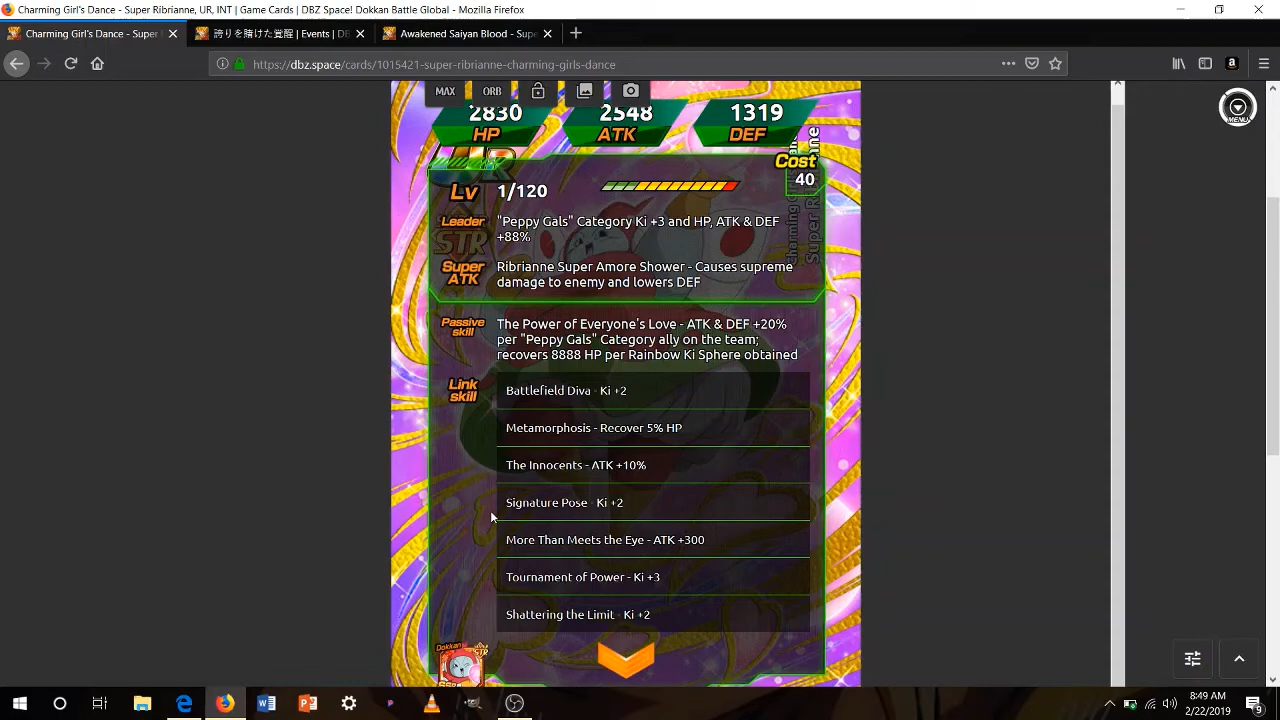 Charming Girl's Dance - Super Ribrianne, UR, INT | Game Cards | DBZ Space! Dokkan Battle Global - Mozilla Firefox
Charming Girl's Dance - Super
誇りを賭けた覚醒 | Events | DB
Awakened Saiyan Blood - Supe
https://dbz.space/cards/1015421-super-ribrianne-charming-girls-dance
MAX
ORB
MENU
2830
HP
2548
ATK
1319
DEF
UR
Cost
40
Lv
1/120
Leader
"Peppy Gals" Category Ki +3 and HP, ATK & DEF
+88%
STR
Super
ATK
Ribrianne Super Amore Shower - Causes supreme
damage to enemy and lowers DEF
Passive
skill
The Power of Everyone's Love - ATK & DEF +20%
per "Peppy Gals" Category ally on the team;
recovers 8888 HP per Rainbow Ki Sphere obtained
Link
skill
Battlefield Diva - Ki +2
Metamorphosis - Recover 5% HP
The Innocents - ATK +10%
Signature Pose - Ki +2
More Than Meets the Eye - ATK +300
Tournament of Power - Ki +3
Shattering the Limit - Ki +2
Dokkan
STR
8:49 AM
2/22/2019
9